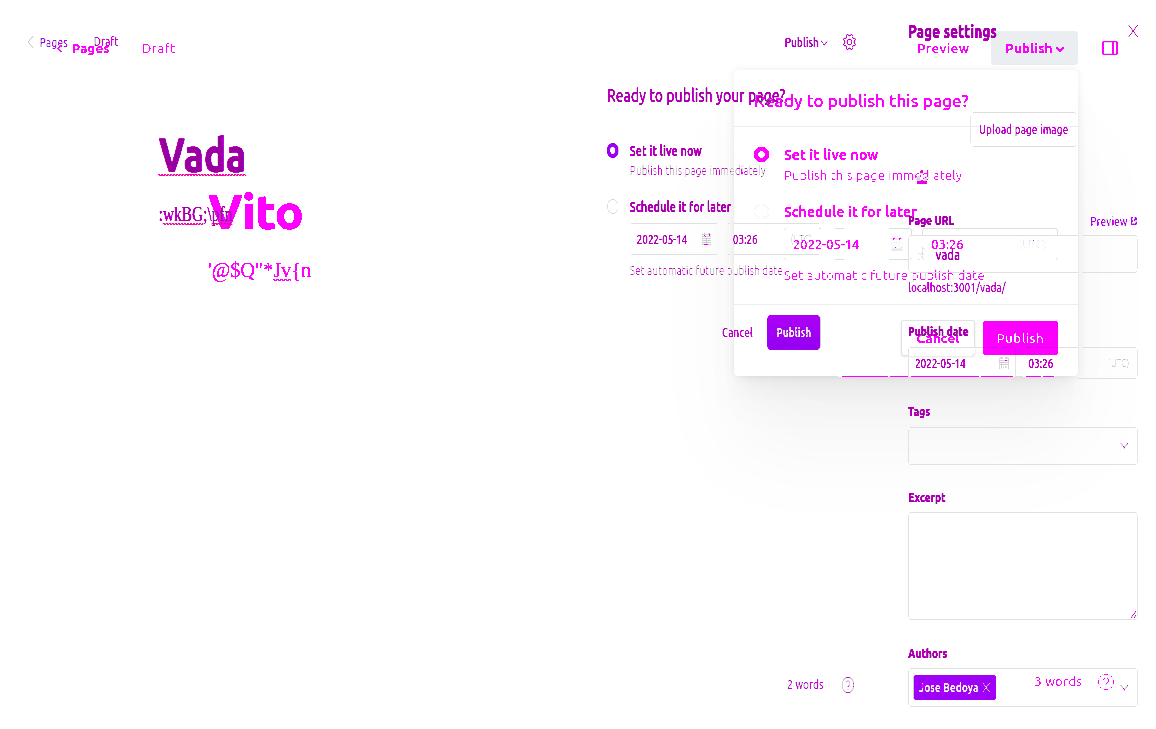 Page settings
Pages
Draft
Publish
Pages
Draft
Preview
Publish
Ready to publish your page?
Ready to publish this page?
Upload page image
Vada
Set it live now
Publish this page immediately
Set it live now
Publish this page immediately
Vito
:wkBG;\pfn
Schedule it for later
Schedule it for later
Page URL
Preview
2022-05-14
03:26
(UTC)
2022-05-14
03:26
(UTC)
vada
'@$Q"*Jv{n
Set automatic future publish date
Set automatic future publish date
localhost:3001/vada/
Cancel
Publish
Publish date
Cancel
Publish
2022-05-14
03:26
(UTC)
Tags
Excerpt
Authors
2 words
?
Jose Bedoya
3 words
?